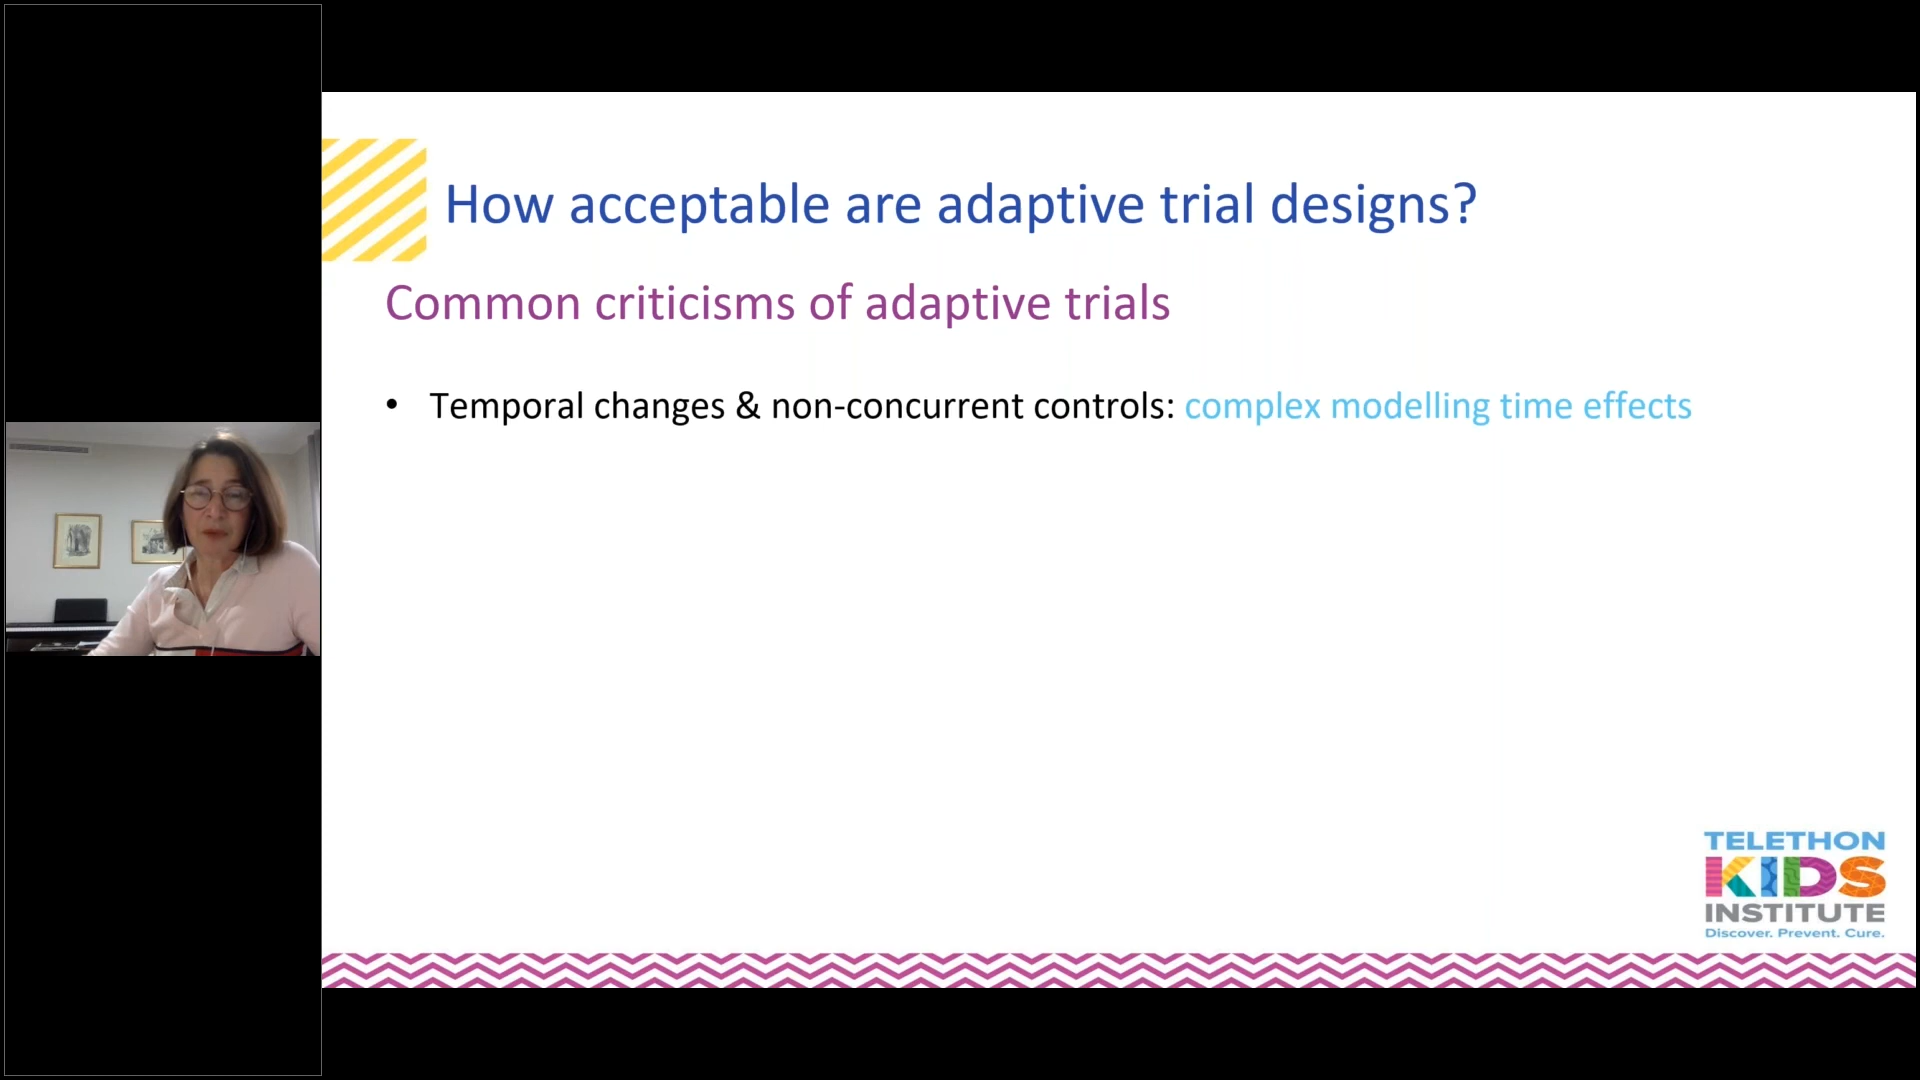 How acceptable are adaptive trial designs?
Common criticisms of adaptive trials
• Temporal changes & non-concurrent controls: complex modelling time effects
TELETHON
KIDS
INSTITUTE
Discover. Prevent. Cure.